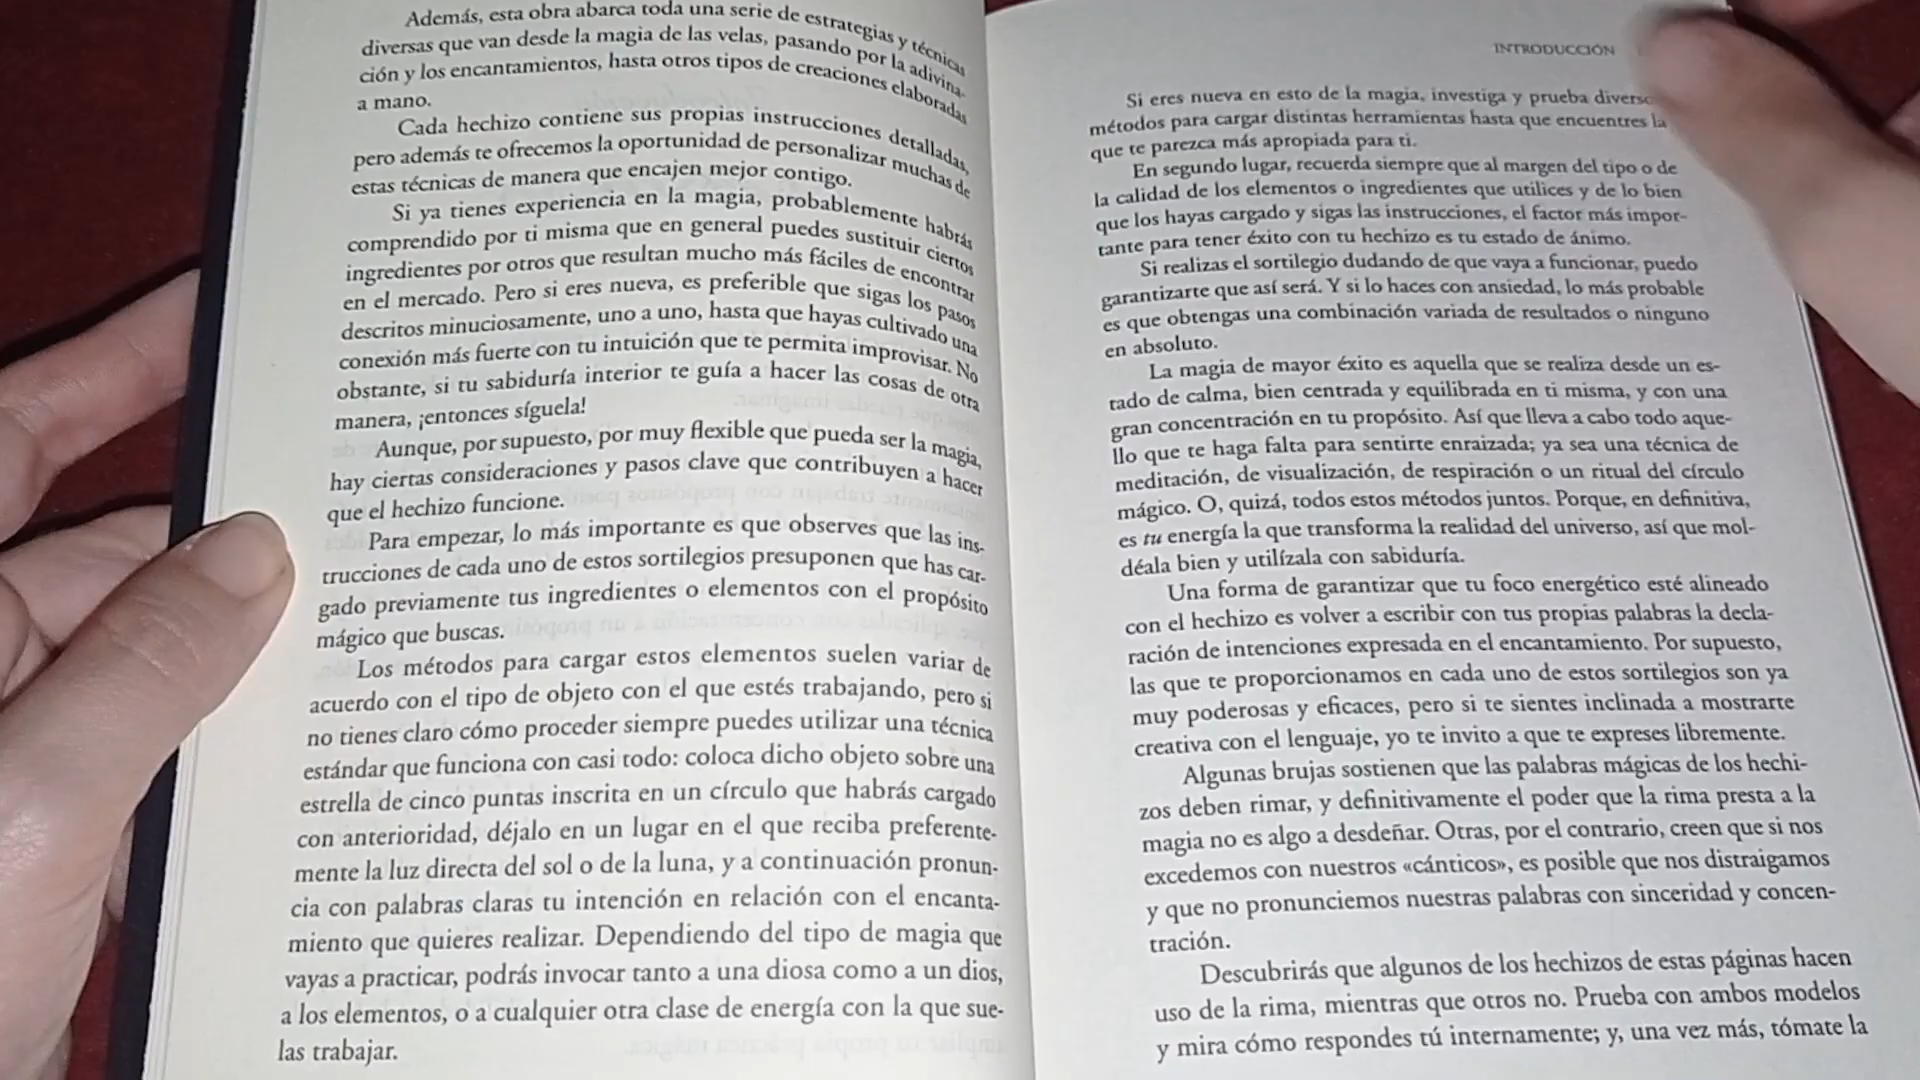 Además, esta obra abarca toda una serie de estrategias y técnicas
diversas que van desde la magia de las velas, pasando por la adivina-
ción y los encantamientos, hasta otros tipos de creaciones elaboradas
a mano.
Cada hechizo contiene sus propias instrucciones detalladas,
pero además te ofrecemos la oportunidad de personalizar muchas de
estas técnicas de manera que encajen mejor contigo.
Si ya tienes experiencia en la magia, probablemente habrás
comprendido por ti misma que en general puedes sustituir ciertos
ingredientes por otros que resultan mucho más fáciles de encontrar
en el mercado. Pero si eres nueva, es preferible que sigas los pasos
descritos minuciosamente, uno a uno, hasta que hayas cultivado una
conexión más fuerte con tu intuición que te permita improvisar. No
obstante, si tu sabiduría interior te guía a hacer las cosas de otra
manera, ¡entonces síguela!
Aunque, por supuesto, por muy flexible que pueda ser la magia,
hay ciertas consideraciones y pasos clave que contribuyen a hacer
que el hechizo funcione.
Para empezar, lo más importante es que observes que las ins-
trucciones de cada uno de estos sortilegios presuponen que has car-
gado previamente tus ingredientes o elementos con el propósito
mágico que buscas.
Los métodos para cargar estos elementos suelen variar de
acuerdo con el tipo de objeto con el que estés trabajando, pero si
no tienes claro cómo proceder siempre puedes utilizar una técnica
estándar que funciona con casi todo: coloca dicho objeto sobre una
estrella de cinco puntas inscrita en un círculo que habrás cargado
con anterioridad, déjalo en un lugar en el que reciba preferente-
mente la luz directa del sol o de la luna, y a continuación pronun-
cia con palabras claras tu intención en relación con el encanta-
miento que quieres realizar. Dependiendo del tipo de magia que
vayas a practicar, podrás invocar tanto a una diosa como a un dios,
a los elementos, o a cualquier otra clase de energía con la que sue-
las trabajar.
INTRODUCCIÓN
Si eres nueva en esto de la magia, investiga y prueba diverso
métodos para cargar distintas herramientas hasta que encuentres la
que te parezca más apropiada para ti.
En segundo lugar, recuerda siempre que al margen del tipo o de
la calidad de los elementos o ingredientes que utilices y de lo bien
que los hayas cargado y sigas las instrucciones, el factor más impor-
tante para tener éxito con tu hechizo es tu estado de ánimo.
Si realizas el sortilegio dudando de que vaya a funcionar, puedo
garantizarte que así será. Y si lo haces con ansiedad, lo más probable
es que obtengas una combinación variada de resultados o ninguno
en absoluto.
La magia de mayor éxito es aquella que se realiza desde un es-
tado de calma, bien centrada y equilibrada en ti misma, y con una
gran concentración en tu propósito. Así que lleva a cabo todo aque-
llo que te haga falta para sentirte enraizada; ya sea una técnica de
meditación, de visualización, de respiración o un ritual del círculo
mágico. O, quizá, todos estos métodos juntos. Porque, en definitiva,
es tu energía la que transforma la realidad del universo, así que mol-
déala bien y utilízala con sabiduría.
Una forma de garantizar que tu foco energético esté alineado
con el hechizo es volver a escribir con tus propias palabras la decla-
ración de intenciones expresada en el encantamiento. Por supuesto,
las que te proporcionamos en cada uno de estos sortilegios son ya
muy poderosas y eficaces, pero si te sientes inclinada a mostrarte
creativa con el lenguaje, yo te invito a que te expreses libremente.
Algunas brujas sostienen que las palabras mágicas de los hechi-
zos deben rimar, y definitivamente el poder que la rima presta a la
magia no es algo a desdeñar. Otras, por el contrario, creen que si nos
excedemos con nuestros «cánticos», es posible que nos distraigamos
y que no pronunciemos nuestras palabras con sinceridad y concen-
tración.
Descubrirás que algunos de los hechizos de estas páginas hacen
uso de la rima, mientras que otros no. Prueba con ambos modelos
y mira cómo respondes tú internamente; y, una vez más, tómate la